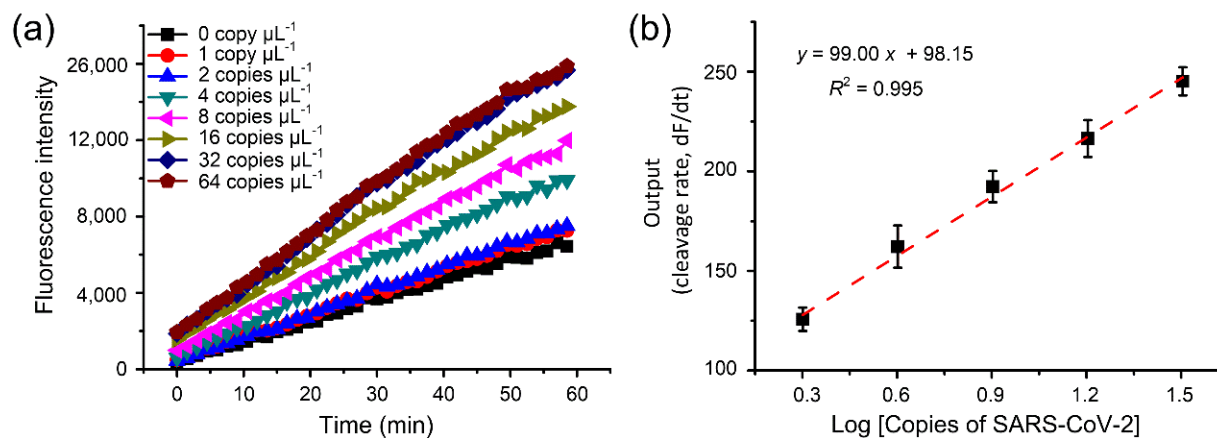 (a)
0 copy µL⁻¹
1 copy µL⁻¹
2 copies µL⁻¹
4 copies µL⁻¹
8 copies µL⁻¹
16 copies µL⁻¹
32 copies µL⁻¹
64 copies µL⁻¹
26,000
12,000
8,000
4,000
0
Fluorescence intensity
0 10 20 30 40 50 60
Time (min)
(b)
y = 99.00 x + 98.15
R² = 0.995
250
200
150
100
Output
(cleavage rate, dF/dt)
0.3 0.6 0.9 1.2 1.5
Log [Copies of SARS-CoV-2]